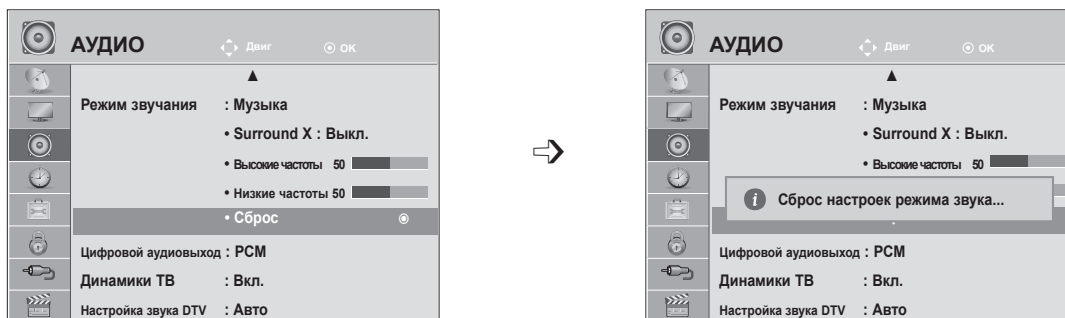 АУДИО Двиг ОК
▲
Режим звучания : Музыка
• Surround X : Выкл.
• Высокие частоты 50
• Низкие частоты 50
• Сброс
Цифровой аудиовыход : PCM
Динамики ТВ : Вкл.
Настройка звука DTV : Авто
АУДИО Двиг ОК
▲
Режим звучания : Музыка
• Surround X : Выкл.
• Высокие частоты 50
i Сброс настроек режима звука...
Цифровой аудиовыход : PCM
Динамики ТВ : Вкл.
Настройка звука DTV : Авто